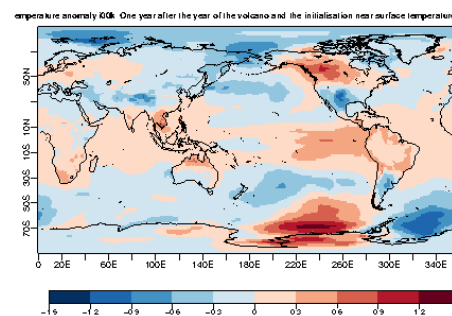 emperature anomaly i00k One year after the year of the volcano and the initialisation near surface temperature
50N
10N
10S
30S
50S
70S
0 20E 60E 100E 140E 180E 220E 260E 300E 340E
-1.2 -0.9 -0.6 -0.3 0 0.3 0.6 0.9 1.2